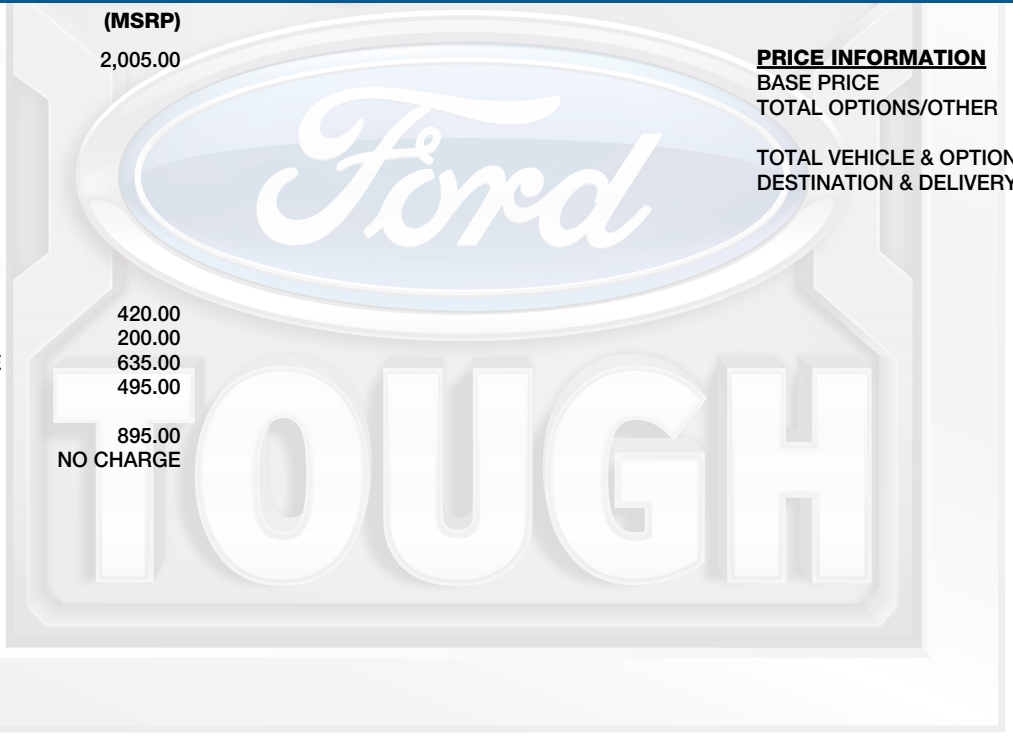 (MSRP)
2,005.00
420.00
200.00
635.00
495.00
895.00
NO CHARGE
PRICE INFORMATION
BASE PRICE
TOTAL OPTIONS/OTHER
TOTAL VEHICLE & OPTION
DESTINATION & DELIVERY
Ford
TOUGH